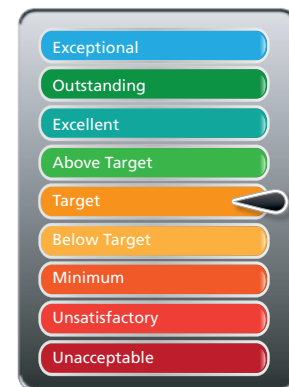 Exceptional
Outstanding
Excellent
Above Target
Target
Below Target
Minimum
Unsatisfactory
Unacceptable